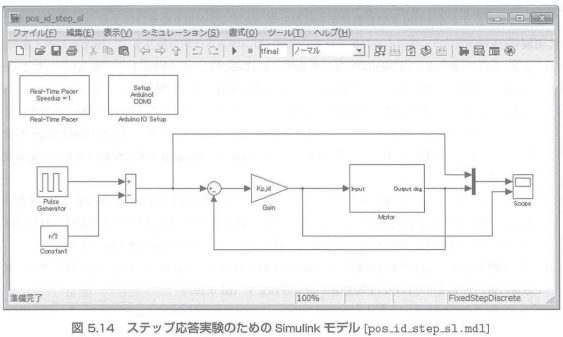 pos_id_step_sl
ファイル(F) 編集(E) 表示(V) シミュレーション(S) 書式(O) ツール(T) ヘルプ(H)
tfinal ノーマル
Real-Time Pacer
Speedup = 1
Real-Time Pacer
Setup
Arduino1
COM3
Arduino IO Setup
Pulse
Generator
r/2
Constant
Kp_id
Gain
Input
Output deg
Motor
Scope
準備完了
100%
FixedStepDiscrete
図 5.14 ステップ応答実験のための Simulink モデル [pos_id_step_sl.mdl]